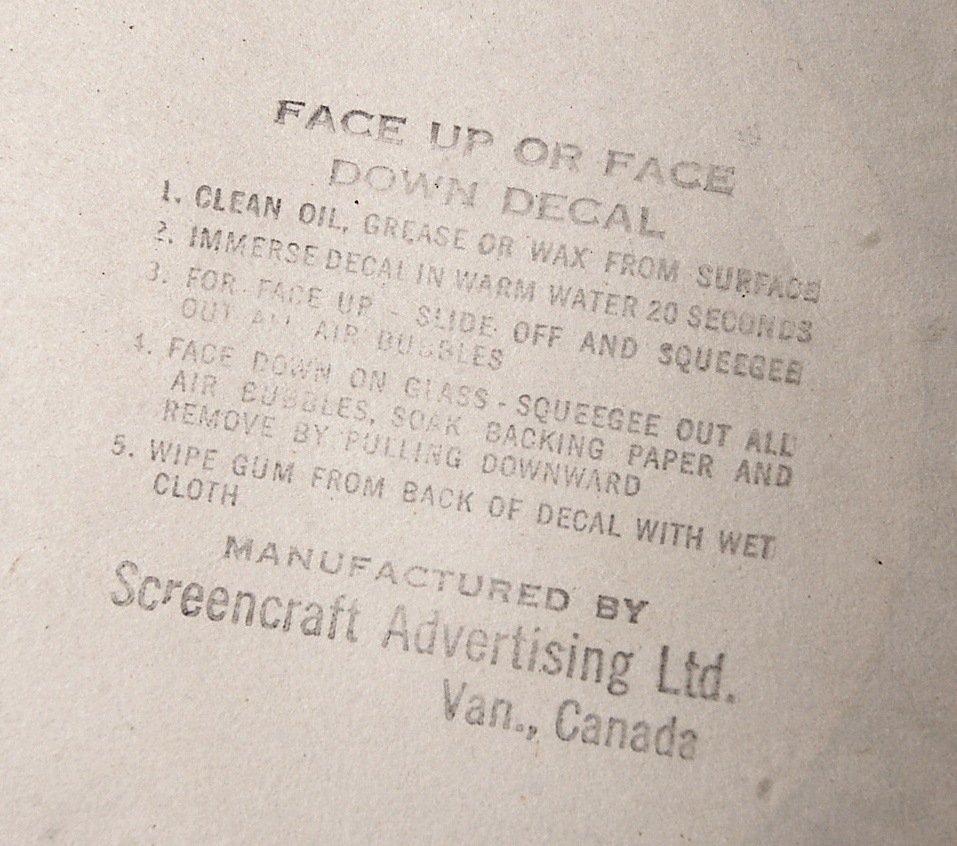 FACE UP OR FACE
DOWN DECAL
1. CLEAN OIL, GREASE OR WAX FROM SURFACE
2. IMMERSE DECAL IN WARM WATER 20 SECONDS
3. FOR FACE UP - SLIDE OFF AND SQUEEGEE
OUT ALL AIR BUBBLES
4. FACE DOWN ON GLASS - SQUEEGEE OUT ALL
AIR BUBBLES, SOAK BACKING PAPER AND
REMOVE BY PULLING DOWNWARD
5. WIPE GUM FROM BACK OF DECAL WITH WET
CLOTH
MANUFACTURED BY
Screencraft Advertising Ltd.
Van., Canada